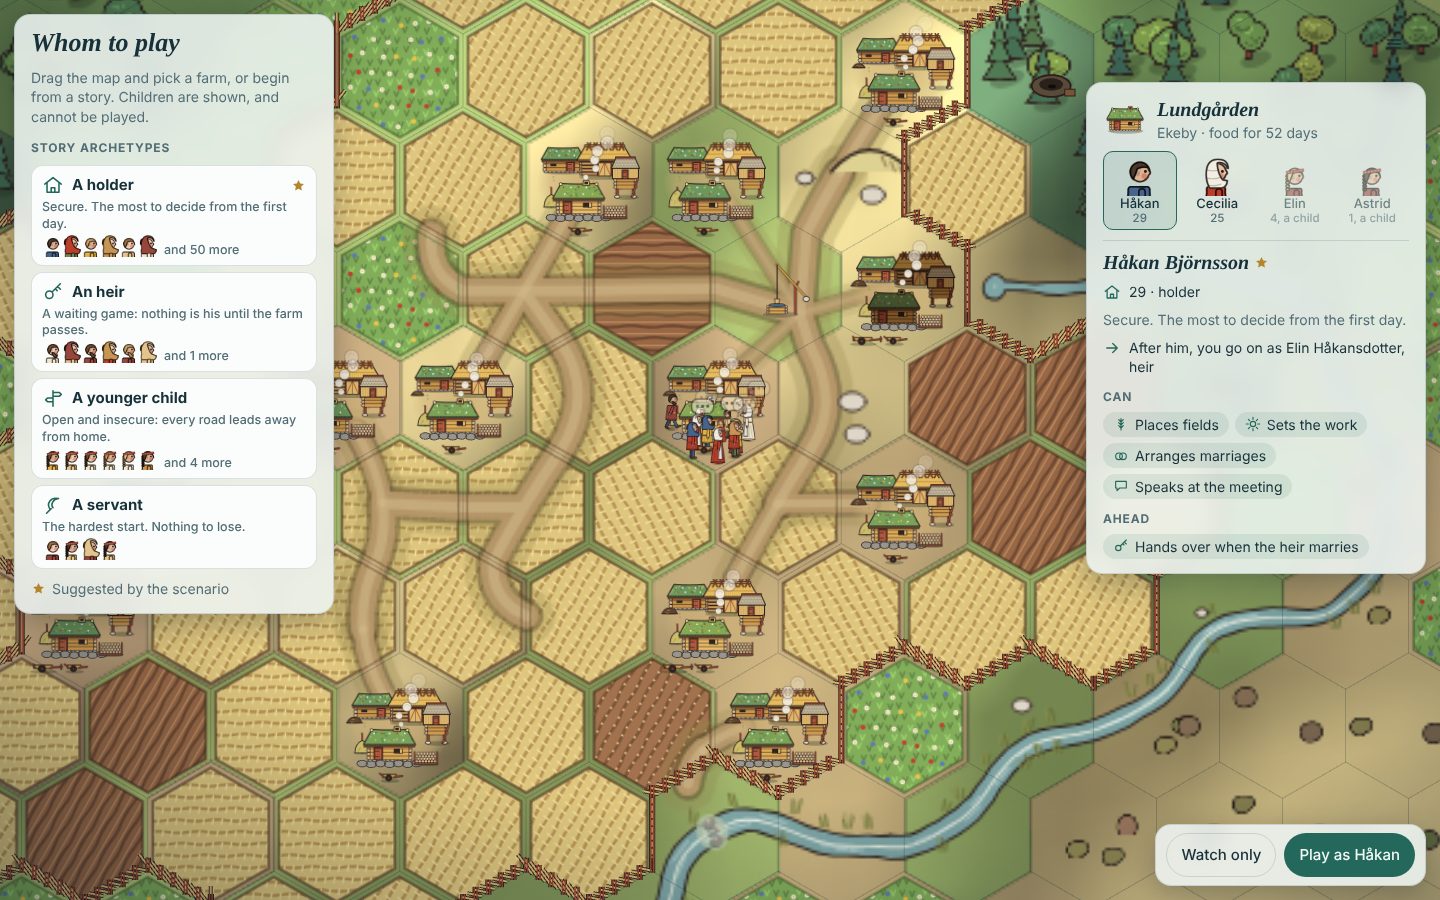 Whom to play
Drag the map and pick a farm, or begin
from a story. Children are shown, and
cannot be played.
STORY ARCHETYPES
A holder
Secure. The most to decide from the first
day.
and 50 more
An heir
A waiting game: nothing is his until the farm
passes.
and 1 more
A younger child
Open and insecure: every road leads away
from home.
and 4 more
A servant
The hardest start. Nothing to lose.
Suggested by the scenario
Lundgården
Ekeby · food for 52 days
Håkan
29
Cecilia
25
Elin
4, a child
Astrid
1, a child
Håkan Björnsson
29 · holder
Secure. The most to decide from the first day.
After him, you go on as Elin Håkansdotter,
heir
CAN
Places fields
Sets the work
Arranges marriages
Speaks at the meeting
AHEAD
Hands over when the heir marries
Watch only
Play as Håkan